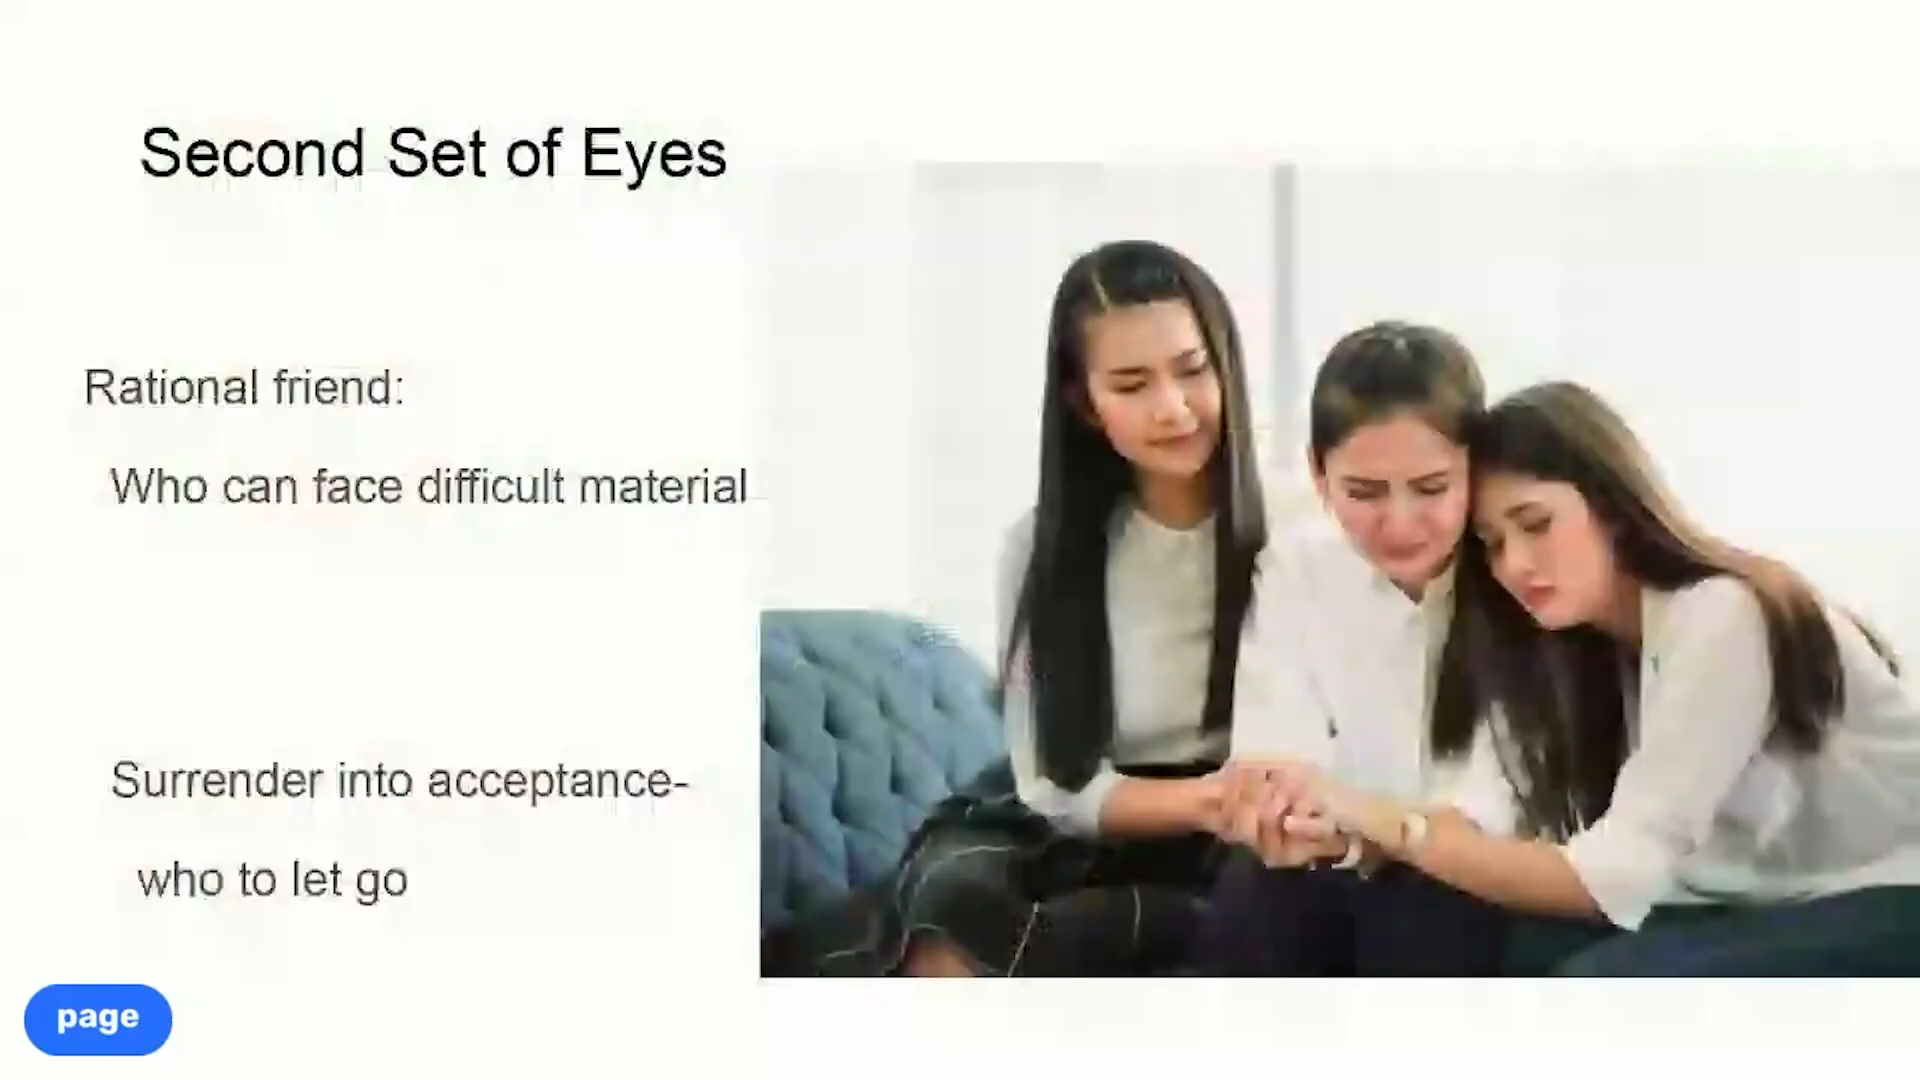 Second Set of Eyes
Rational friend:
Who can face difficult material
Surrender into acceptance-
who to let go
page